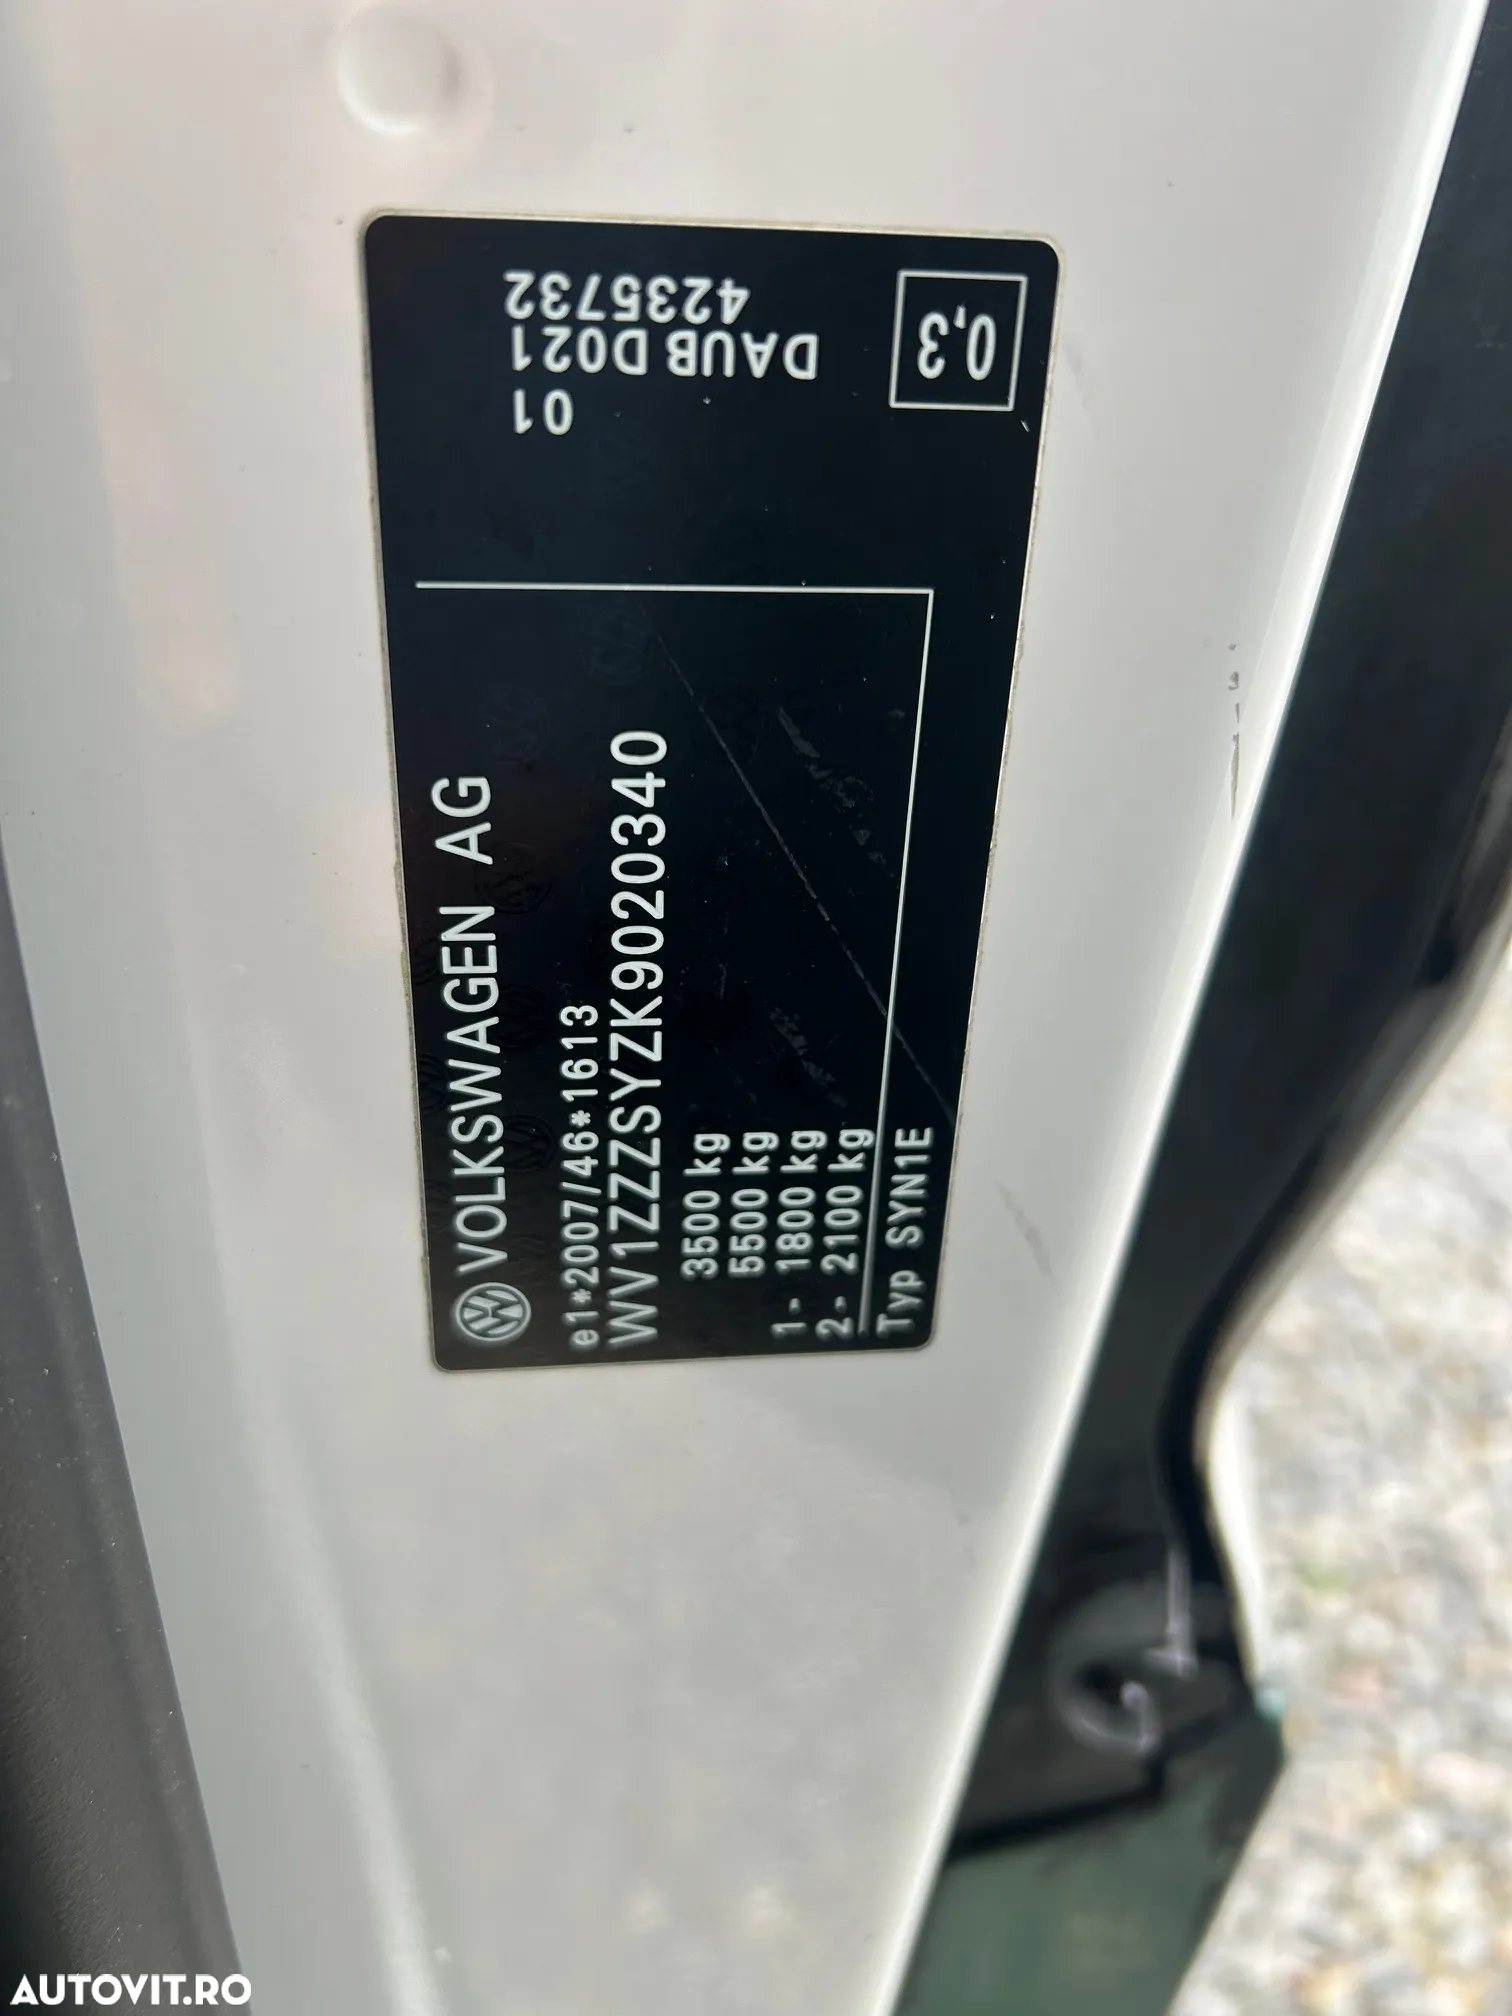 VOLKSWAGEN AG
e1*2007/46*1613
WV1ZZZSYZK9020340
3500 kg
5500 kg
1- 1800 kg
2- 2100 kg
Typ SYN1E
01
DAUB D021
4235732
0,3
AUTOVIT.RO